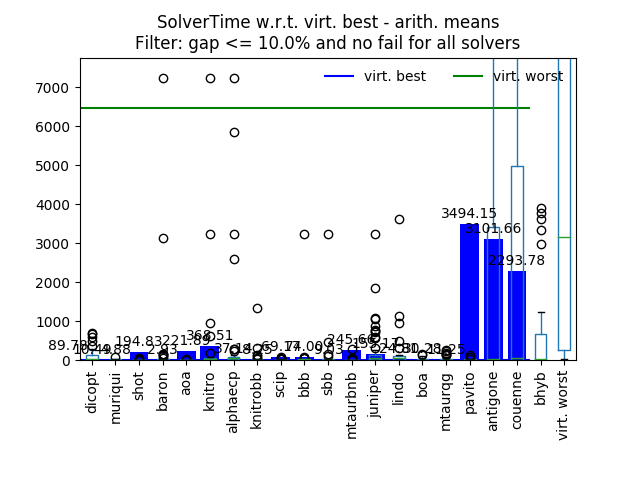 SolverTime w.r.t. virt. best - arith. means
Filter: gap <= 10.0% and no fail for all solvers
virt. best
virt. worst
7000
6000
5000
4000
3000
2000
1000
0
3494.15
3101.66
2293.78
194.83
221.89
368.51
dicopt
muriqui
shot
baron
aoa
knitro
alphaecp
knitrobb
scip
bbb
sbb
mtaurbnb
juniper
lindo
boa
mtaurqg
pavito
antigone
couenne
bhyb
virt. worst